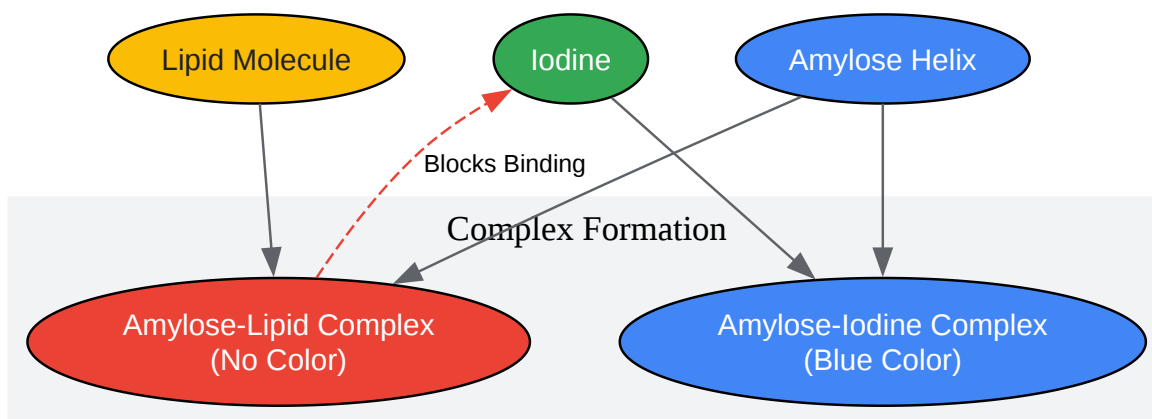 Lipid Molecule
Iodine
Amylose Helix
Blocks Binding
Complex Formation
Amylose-Lipid Complex
(No Color)
Amylose-Iodine Complex
(Blue Color)